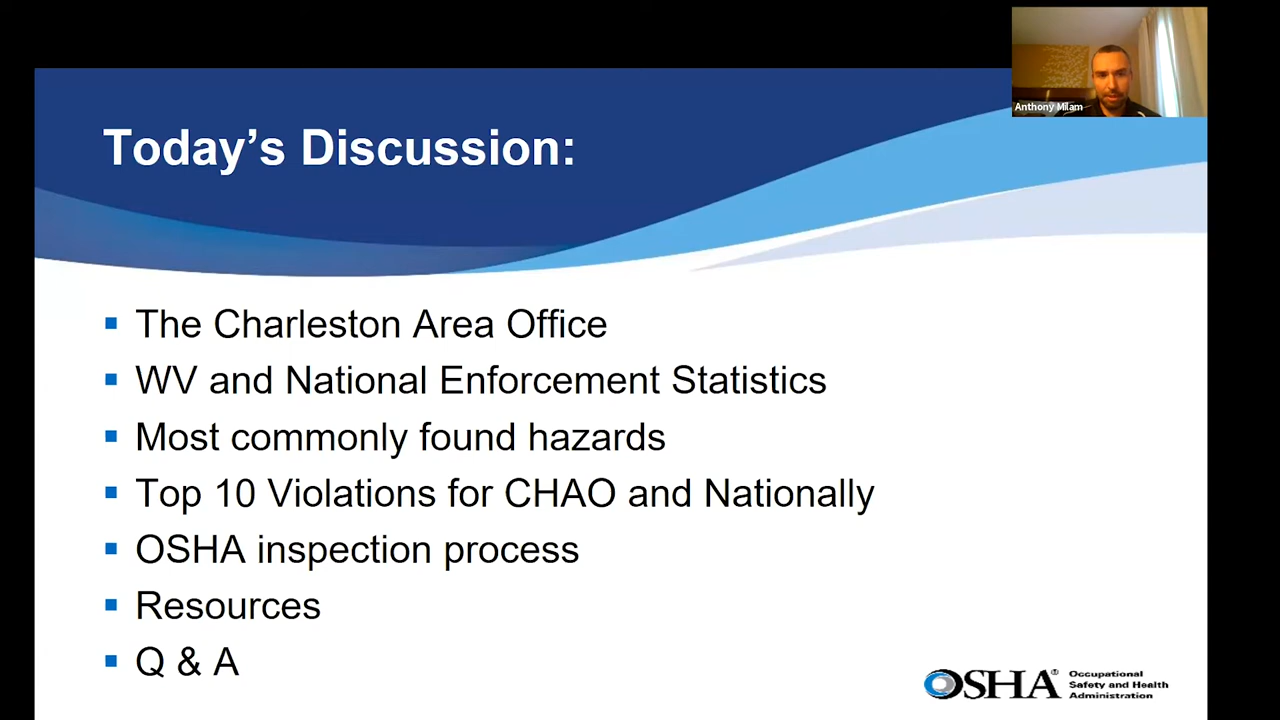 Anthony Milam
Today's Discussion:
The Charleston Area Office
WV and National Enforcement Statistics
Most commonly found hazards
Top 10 Violations for CHAO and Nationally
OSHA inspection process
Resources
Q & A
OSHA®
Occupational
Safety and Health
Administration